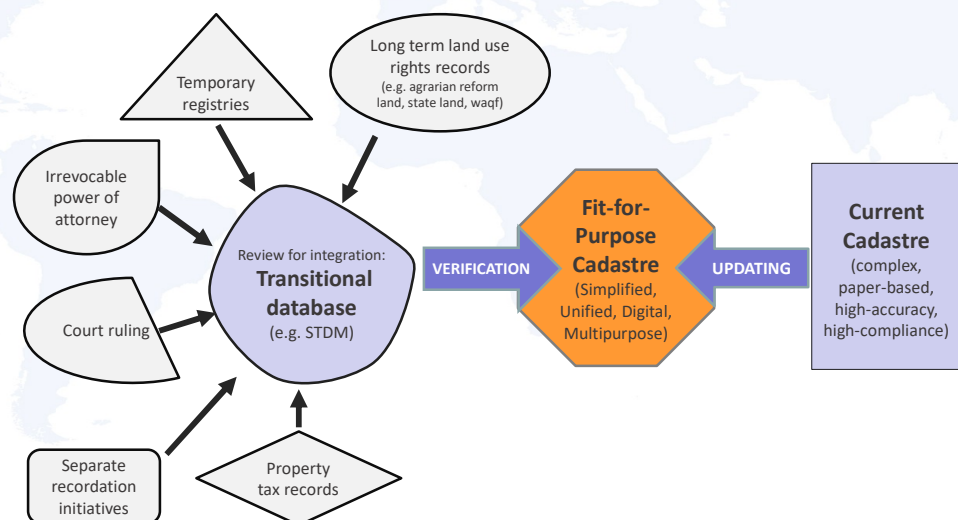 Temporary
registries
Long term land use
rights records
(e.g. agrarian reform
land, state land, waqf)
Irrevocable
power of
attorney
Court ruling
Separate
recordation
initiatives
Property
tax records
Review for integration:
Transitional
database
(e.g. STDM)
VERIFICATION
Fit-for-
Purpose
Cadastre
(Simplified,
Unified, Digital,
Multipurpose)
UPDATING
Current
Cadastre
(complex,
paper-based,
high-accuracy,
high-compliance)